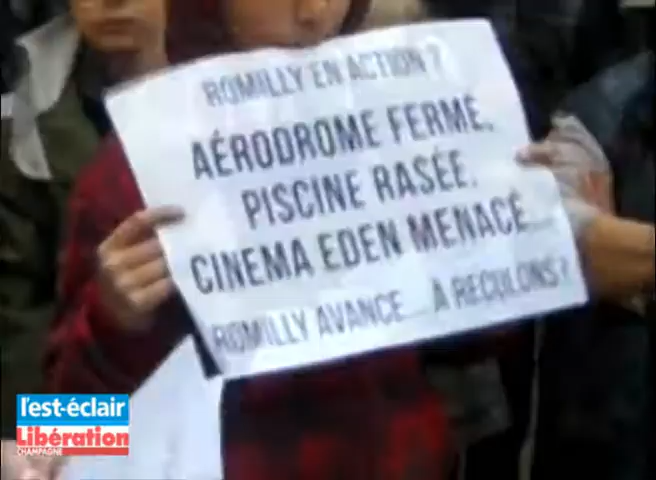 ROMILLY EN ACTION ?
AÉRODROME FERMÉ,
PISCINE RASÉE,
CINEMA EDEN MENACÉ...
ROMILLY AVANCE... A RECULONS ?
l'est-éclair
Libération
CHAMPAGNE